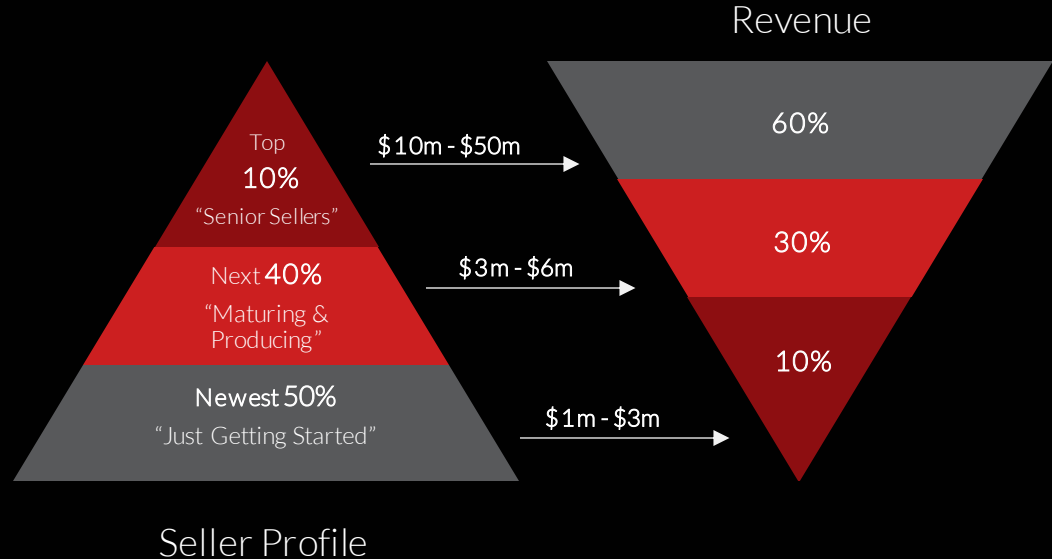 Revenue
Top
10%
“Senior Sellers”
$10m - $50m
60%
Next 40%
“Maturing &
Producing”
$3m - $6m
30%
Newest 50%
“Just Getting Started”
$1m - $3m
10%
Seller Profile